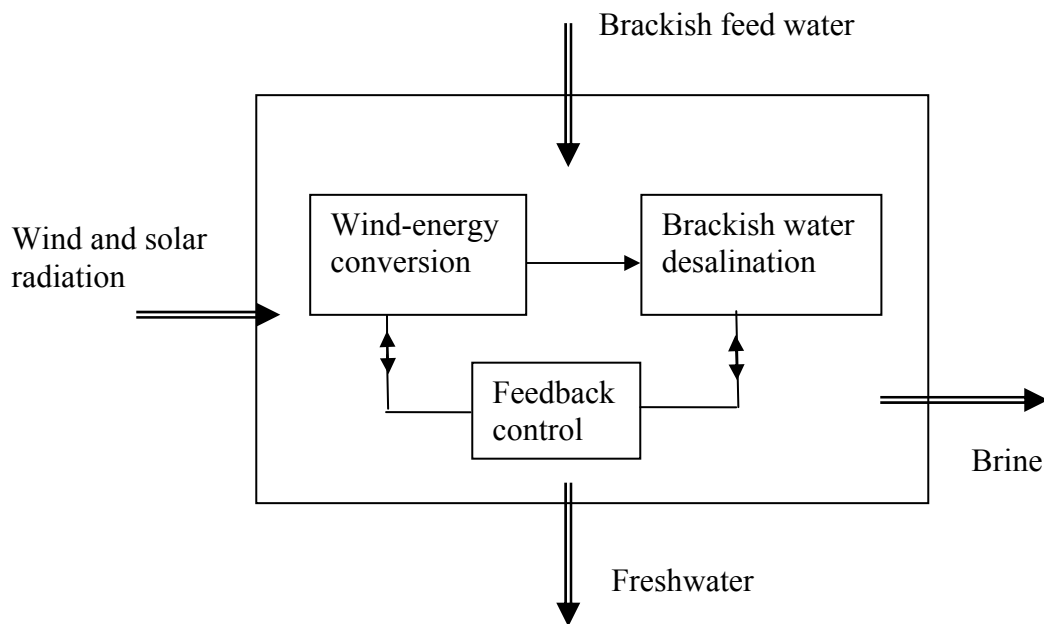 Brackish feed water
Wind-energy
conversion
Brackish water
desalination
Wind and solar
radiation
Feedback
control
Brine
Freshwater